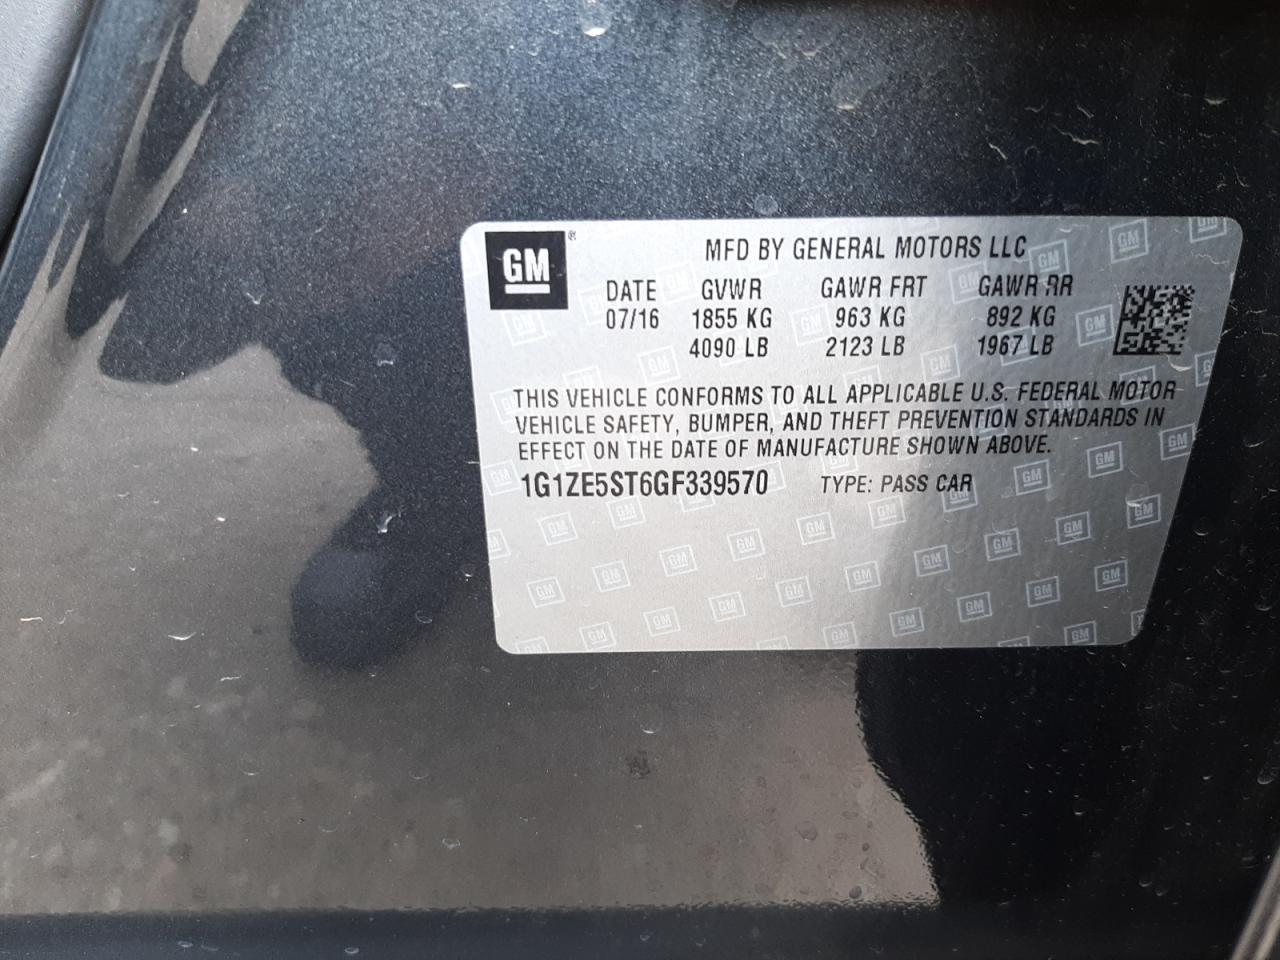 GM®
MFD BY GENERAL MOTORS LLC
DATE GVWR GAWR FRT GAWR RR
07/16 1855 KG 963 KG 892 KG
4090 LB 2123 LB 1967 LB
THIS VEHICLE CONFORMS TO ALL APPLICABLE U.S. FEDERAL MOTOR
VEHICLE SAFETY, BUMPER, AND THEFT PREVENTION STANDARDS IN
EFFECT ON THE DATE OF MANUFACTURE SHOWN ABOVE.
1G1ZE5ST6GF339570 TYPE: PASS CAR